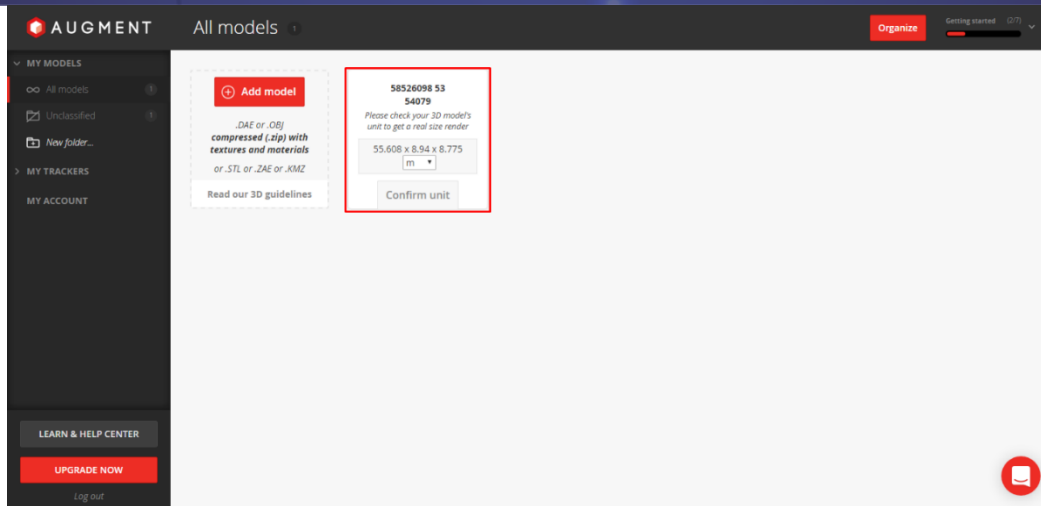 AUGMENT
All models 1
Organize
Getting started (2/7)
MY MODELS
All models 1
Unclassified 1
New folder...
MY TRACKERS
MY ACCOUNT
Add model
.DAE or .OBJ
compressed (.zip) with
textures and materials
or .STL or .ZAE or .KMZ
Read our 3D guidelines
58526098 53
54079
Please check your 3D model's
unit to get a real size render
55.608 x 8.94 x 8.775
m
Confirm unit
LEARN & HELP CENTER
UPGRADE NOW
Log out